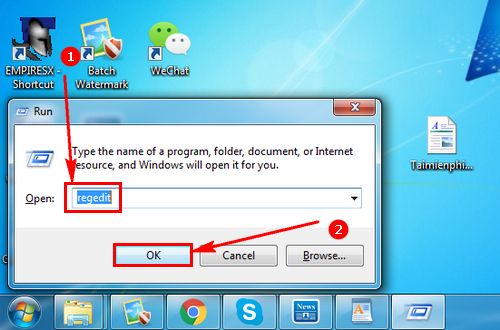 EMPIRESX -
Shortcut
Batch
Watermark
WeChat
1
Run
Type the name of a program, folder, document, or Internet
resource, and Windows will open it for you.
Open:
regedit
Taimienphi...
2
OK
Cancel
Browse...
News